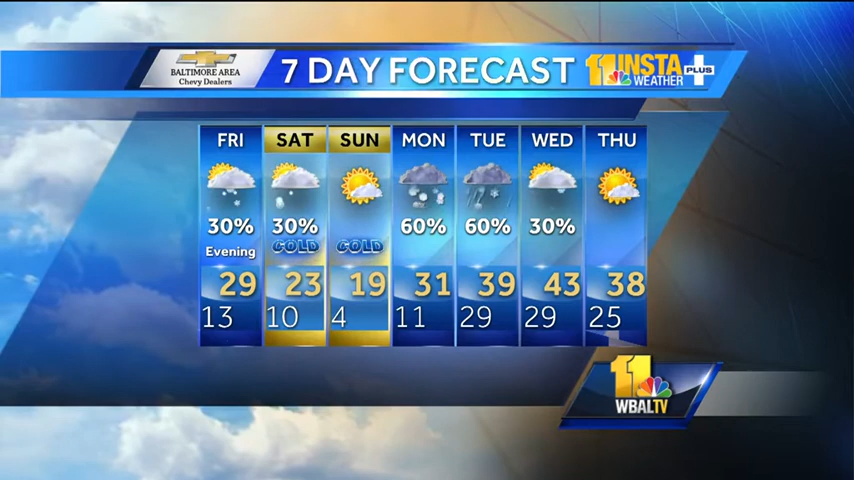 BALTIMORE AREA
Chevy Dealers
7 DAY FORECAST
11 INSTA
WEATHER PLUS
FRI SAT SUN MON TUE WED THU
30% 30% 60% 60% 30%
Evening COLD COLD
29 23 19 31 39 43 38
13 10 4 11 29 29 25
11
WBALTV